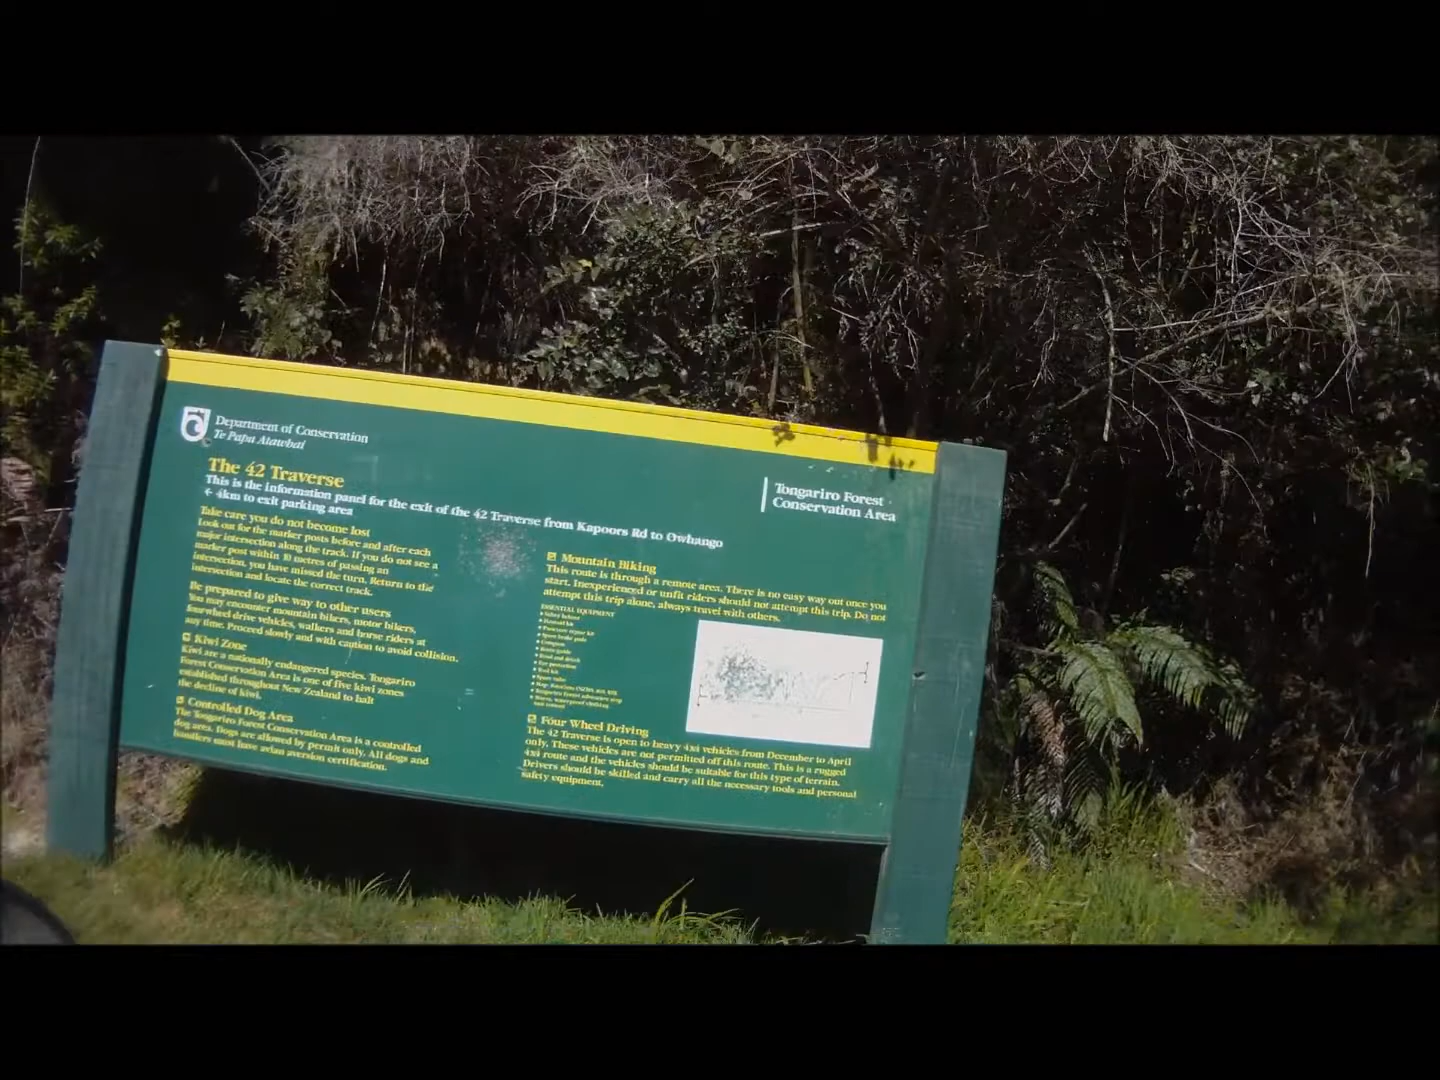 Department of Conservation
Te Papa Atawhai
The 42 Traverse
This is the information panel for the exit of the 42 Traverse from Kapoors Rd to Owhango
← 4km to exit parking area
Tongariro Forest
Conservation Area
Take care you do not become lost
Look out for the marker posts before and after each
major intersection along the track. If you do not see a
marker post within 10 metres of passing an
intersection, you have missed the turn. Return to the
intersection and locate the correct track.
Be prepared to give way to other users
You may encounter mountain bikers, motor bikers,
four wheel drive vehicles, walkers and horse riders at
any time. Proceed slowly and with caution to avoid collision.
Kiwi Zone
Kiwi are a nationally endangered species. Tongariro
Forest Conservation Area is one of five kiwi zones
established throughout New Zealand to halt
the decline of kiwi.
Controlled Dog Area
The Tongariro Forest Conservation Area is a controlled
dog area. Dogs are allowed by permit only. All dogs and
handlers must have avian aversion certification.
Mountain Biking
This route is through a remote area. There is no easy way out once you
start. Inexperienced or unfit riders should not attempt this trip. Do not
attempt this trip alone, always travel with others.
ESSENTIAL EQUIPMENT
• Puncture repair kit
• Compass
• Route guide
• Food and drink
• Tool kit
Four Wheel Driving
The 42 Traverse is open to heavy 4x4 vehicles from December to April
only. These vehicles are not permitted off this route. This is a rugged
4x4 route and the vehicles should be suitable for this type of terrain.
Drivers should be skilled and carry all the necessary tools and personal
safety equipment.